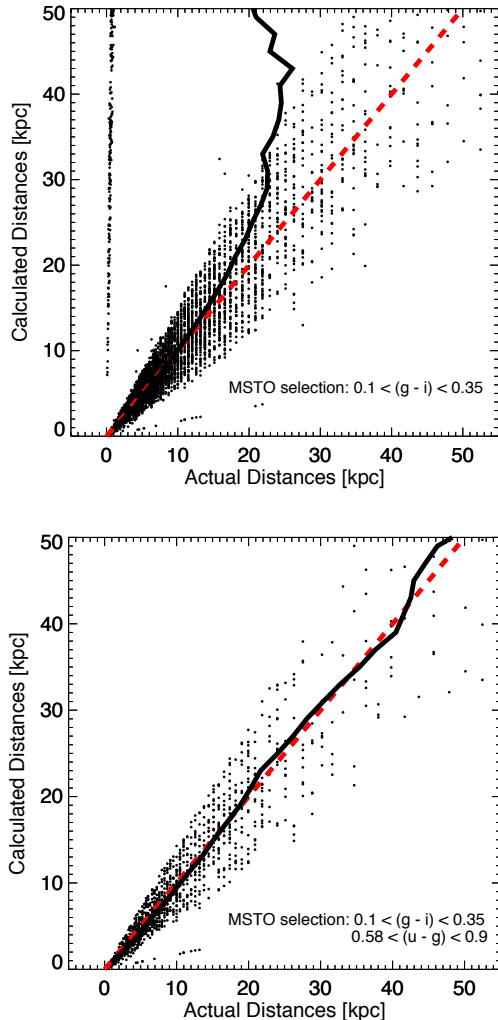 50
40
30
20
10
0
Calculated Distances [kpc]
MSTO selection: 0.1 < (g - i) < 0.35
0 10 20 30 40 50
Actual Distances [kpc]
50
40
30
20
10
0
Calculated Distances [kpc]
MSTO selection: 0.1 < (g - i) < 0.35
0.58 < (u - g) < 0.9
0 10 20 30 40 50
Actual Distances [kpc]